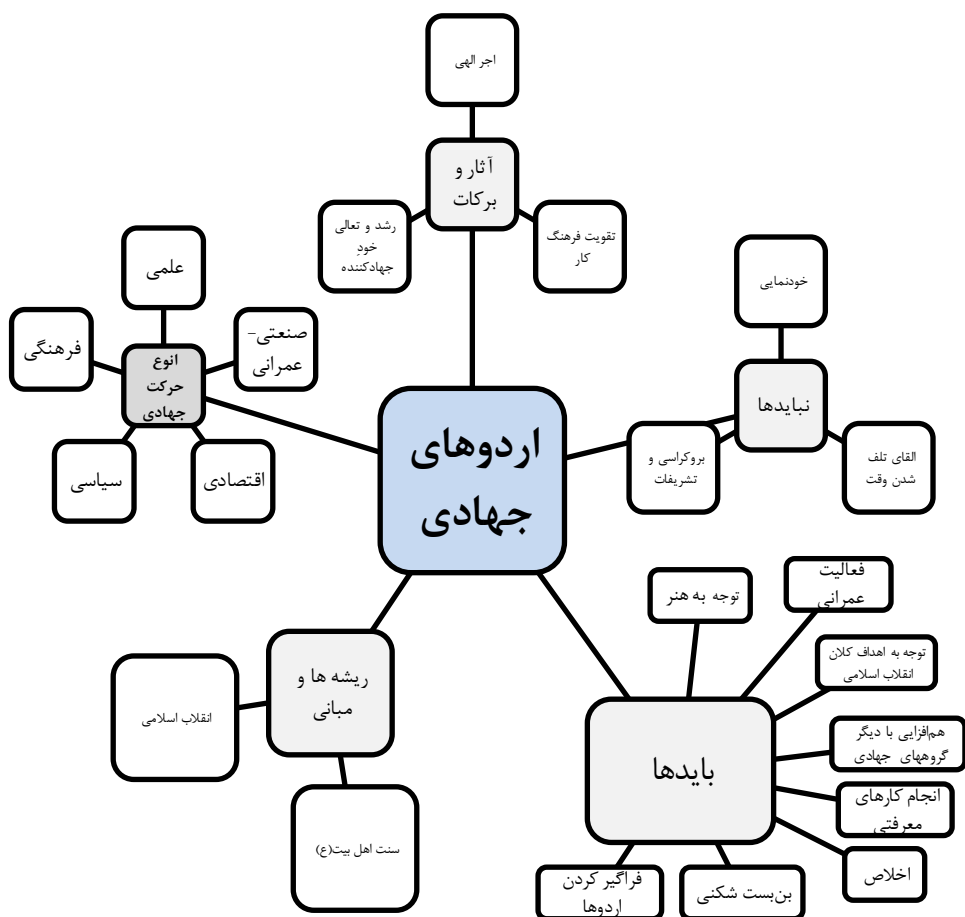 اجر الهی
آثار و
برکات
رشد و تعالی
خودِ
جهادکننده
تقویت فرهنگ
کار
خودنمایی
نبایدها
بروکراسی و
تشریفات
القای تلف
شدن وقت
علمی
صنعتی-
عمرانی
فرهنگی
انوع
حرکت
جهادی
سیاسی
اقتصادی
اردوهای
جهادی
ریشه ها و
مبانی
انقلاب اسلامی
سنت اهل بیت(ع)
بایدها
توجه به هنر
فعالیت
عمرانی
توجه به اهداف کلان
انقلاب اسلامی
هم‌افزایی با دیگر
گروههای جهادی
انجام کارهای
معرفتی
اخلاص
بن‌بست شکنی
فراگیر کردن
اردوها